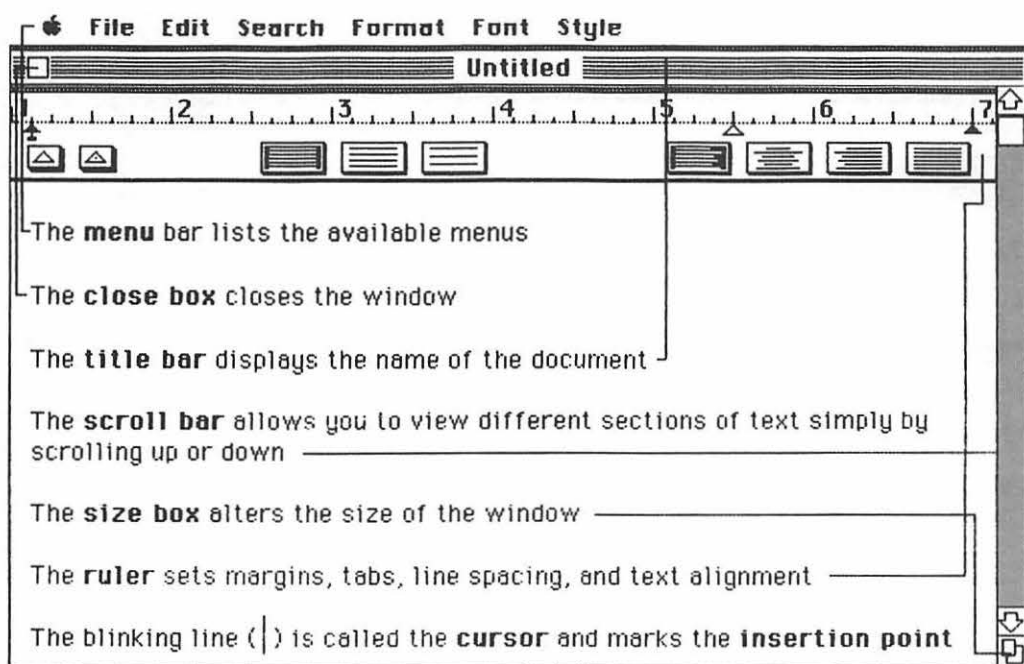 File Edit Search Format Font Style
Untitled
1 2 3 4 5 6 7
The menu bar lists the available menus
The close box closes the window
The title bar displays the name of the document
The scroll bar allows you to view different sections of text simply by
scrolling up or down
The size box alters the size of the window
The ruler sets margins, tabs, line spacing, and text alignment
The blinking line (|) is called the cursor and marks the insertion point